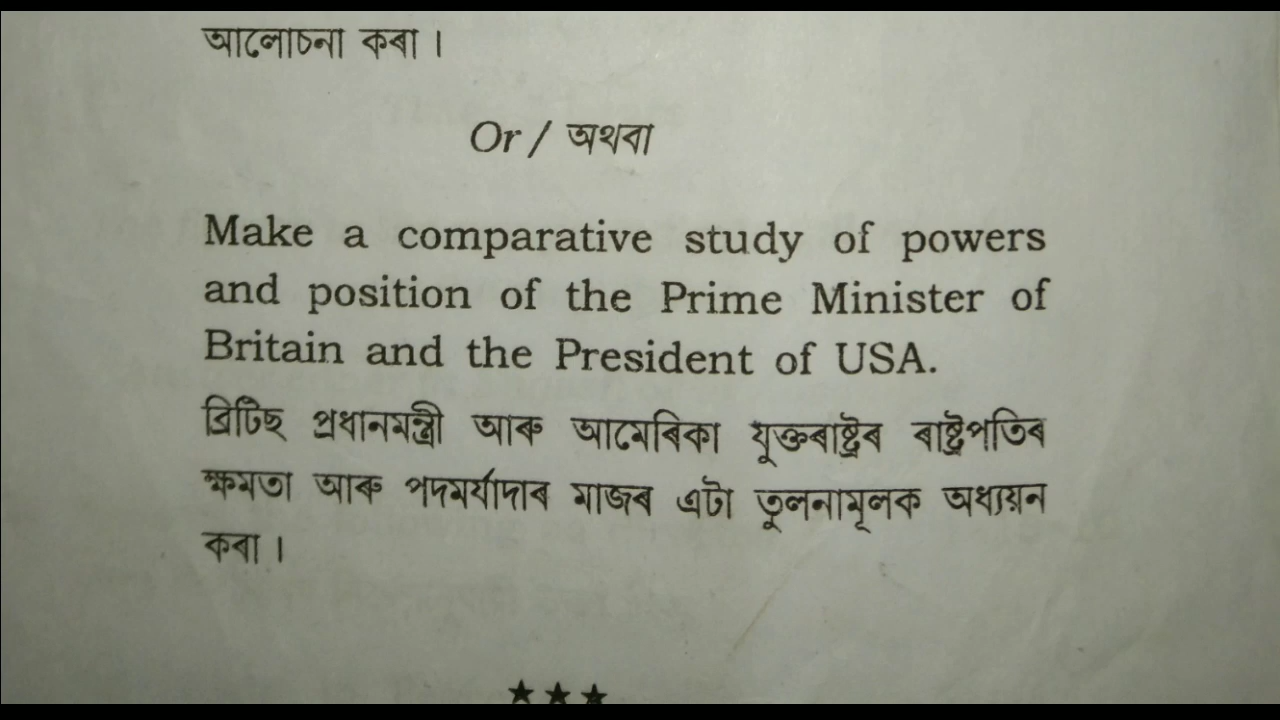 আলোচনা কৰা ।
Or / অথবা
Make a comparative study of powers
and position of the Prime Minister of
Britain and the President of USA.
ব্ৰিটিছ প্ৰধানমন্ত্ৰী আৰু আমেৰিকা যুক্তৰাষ্ট্ৰৰ ৰাষ্ট্ৰপতিৰ
ক্ষমতা আৰু পদমৰ্যাদাৰ মাজৰ এটা তুলনামূলক অধ্যয়ন
কৰা ।
★★★